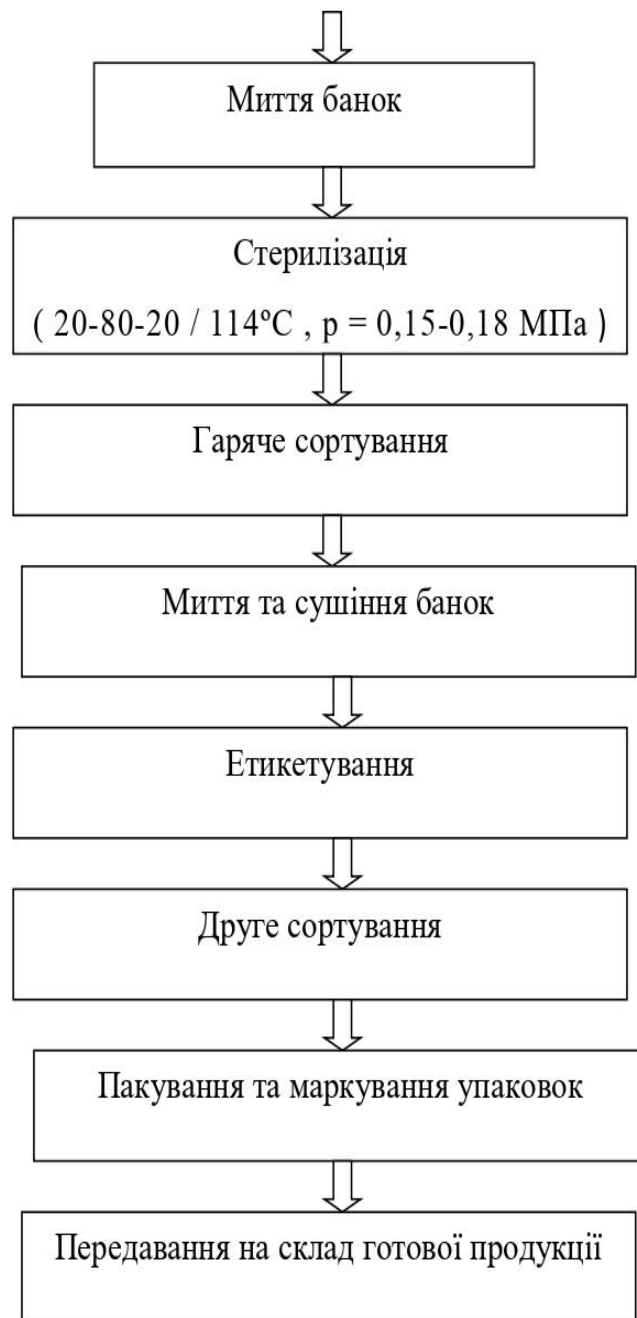 Миття банок
Стерилізація
( 20-80-20 / 114ºС , р = 0,15-0,18 МПа )
Гаряче сортування
Миття та сушіння банок
Етикетування
Друге сортування
Пакування та маркування упаковок
Передавання на склад готової продукції